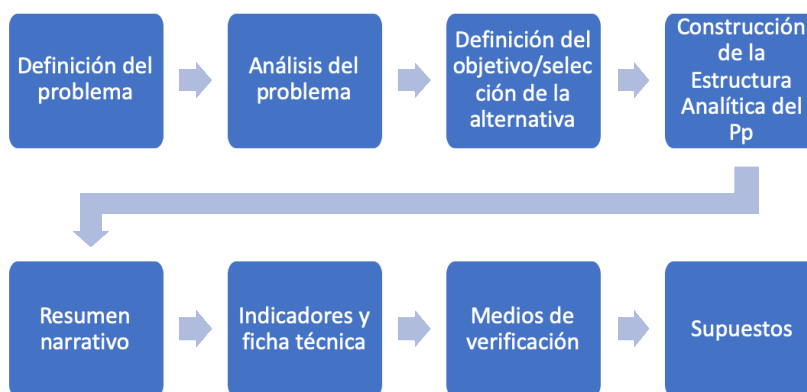 Definición del
problema
Análisis del
problema
Definición del
objetivo/selec
ción de la
alternativa
Construcción
de la
Estructura
Analítica del
Pp
Resumen
narrativo
Indicadores y
ficha técnica
Medios de
verificación
Supuestos